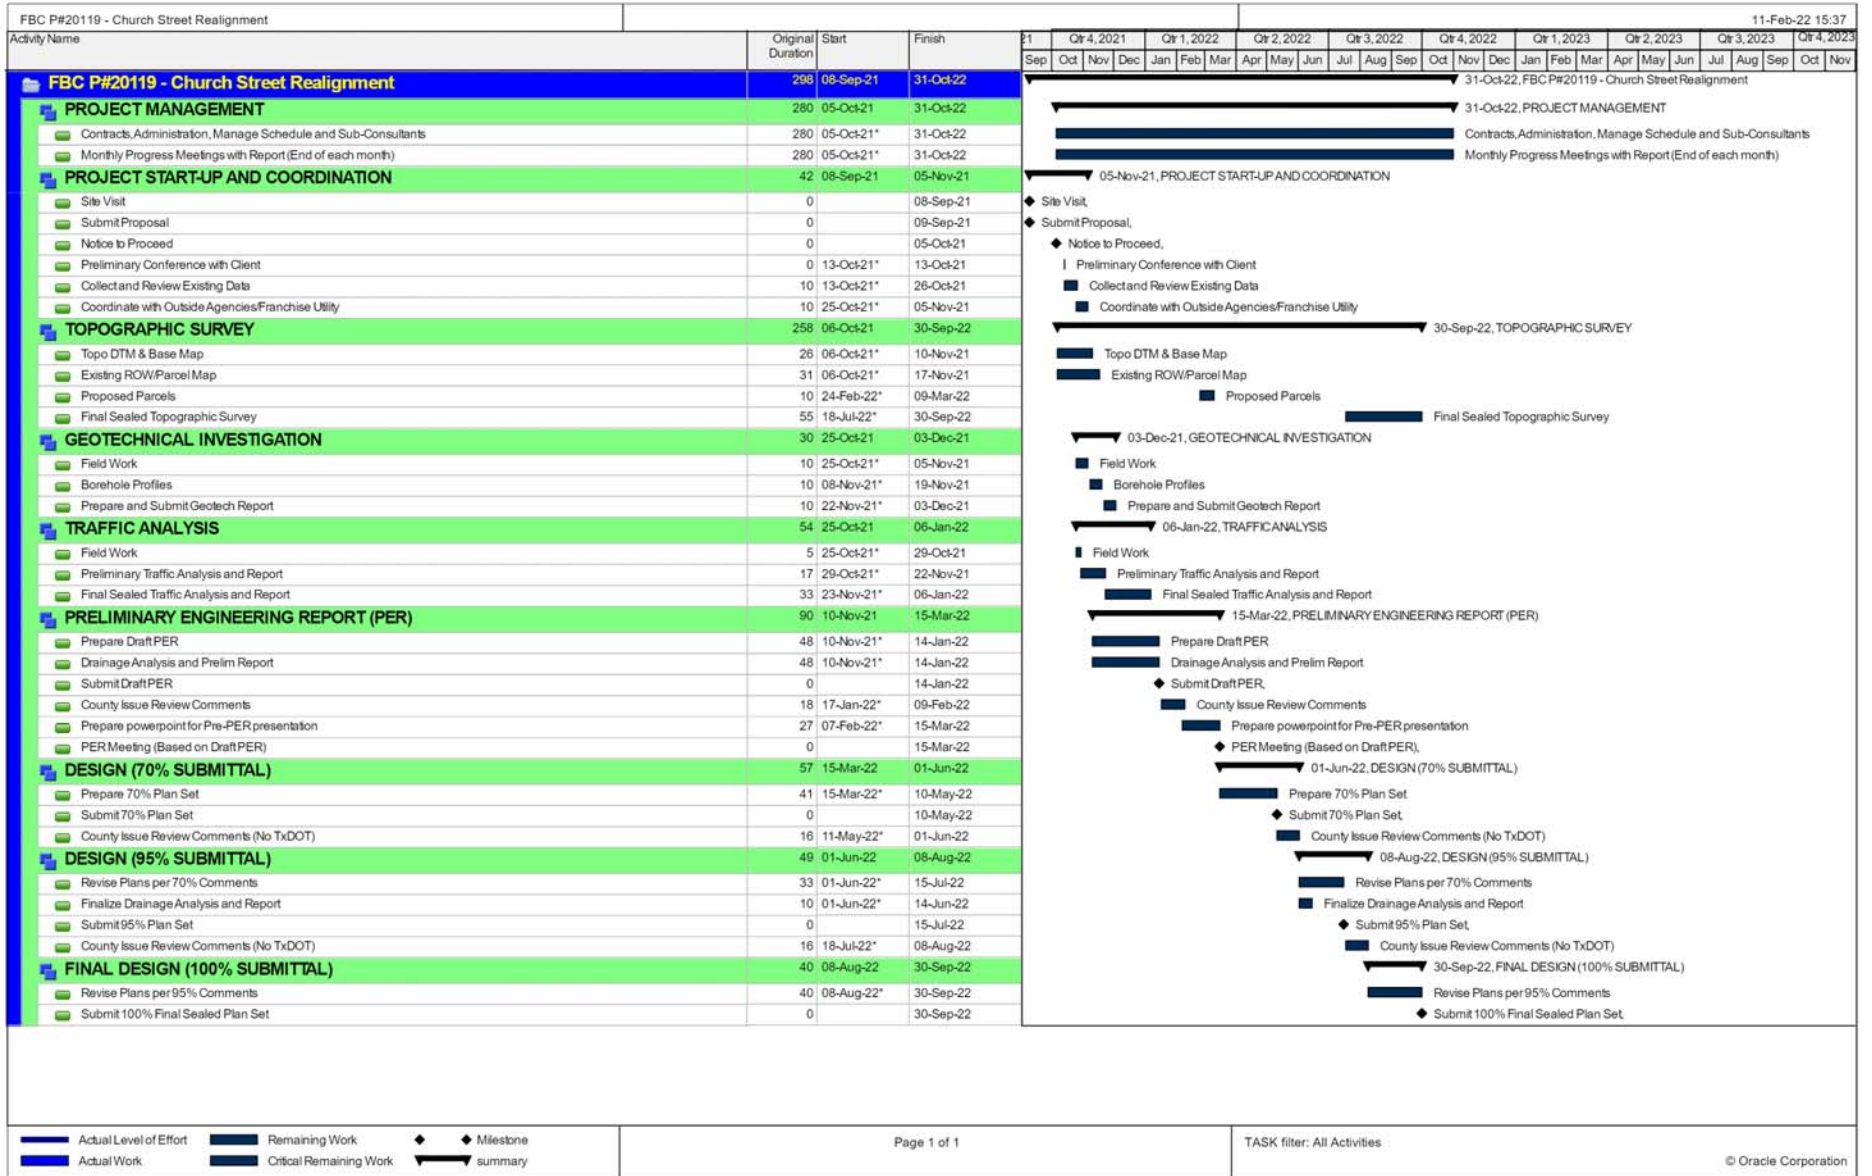 FBC P#20119 - Church Street Realignment 11-Feb-22 15:37
Activity Name Original Duration Start Finish 21 Qtr 4, 2021 Qtr 1, 2022 Qtr 2, 2022 Qtr 3, 2022 Qtr 4, 2022 Qtr 1, 2023 Qtr 2, 2023 Qtr 3, 2023 Qtr 4, 2023
Sep Oct Nov Dec Jan Feb Mar Apr May Jun Jul Aug Sep Oct Nov Dec Jan Feb Mar Apr May Jun Jul Aug Sep Oct Nov
FBC P#20119 - Church Street Realignment 298 08-Sep-21 31-Oct-22 31-Oct-22, FBC P#20119 - Church Street Realignment
PROJECT MANAGEMENT 280 05-Oct-21 31-Oct-22 31-Oct-22, PROJECT MANAGEMENT
Contracts, Administration, Manage Schedule and Sub-Consultants 280 05-Oct-21* 31-Oct-22 Contracts, Administration, Manage Schedule and Sub-Consultants
Monthly Progress Meetings with Report (End of each month) 280 05-Oct-21* 31-Oct-22 Monthly Progress Meetings with Report (End of each month)
PROJECT START-UP AND COORDINATION 42 08-Sep-21 05-Nov-21 05-Nov-21, PROJECT START-UP AND COORDINATION
Site Visit 0 08-Sep-21 Site Visit,
Submit Proposal 0 09-Sep-21 Submit Proposal,
Notice to Proceed 0 05-Oct-21 Notice to Proceed,
Preliminary Conference with Client 0 13-Oct-21* 13-Oct-21 Preliminary Conference with Client
Collect and Review Existing Data 10 13-Oct-21* 26-Oct-21 Collect and Review Existing Data
Coordinate with Outside Agencies/Franchise Utility 10 25-Oct-21* 05-Nov-21 Coordinate with Outside Agencies/Franchise Utility
TOPOGRAPHIC SURVEY 258 06-Oct-21 30-Sep-22 30-Sep-22, TOPOGRAPHIC SURVEY
Topo DTM & Base Map 26 06-Oct-21* 10-Nov-21 Topo DTM & Base Map
Existing ROW/Parcel Map 31 06-Oct-21* 17-Nov-21 Existing ROW/Parcel Map
Proposed Parcels 10 24-Feb-22* 09-Mar-22 Proposed Parcels
Final Sealed Topographic Survey 55 18-Jul-22* 30-Sep-22 Final Sealed Topographic Survey
GEOTECHNICAL INVESTIGATION 30 25-Oct-21 03-Dec-21 03-Dec-21, GEOTECHNICAL INVESTIGATION
Field Work 10 25-Oct-21* 05-Nov-21 Field Work
Borehole Profiles 10 08-Nov-21* 19-Nov-21 Borehole Profiles
Prepare and Submit Geotech Report 10 22-Nov-21* 03-Dec-21 Prepare and Submit Geotech Report
TRAFFIC ANALYSIS 54 25-Oct-21 06-Jan-22 06-Jan-22, TRAFFIC ANALYSIS
Field Work 5 25-Oct-21* 29-Oct-21 Field Work
Preliminary Traffic Analysis and Report 17 29-Oct-21* 22-Nov-21 Preliminary Traffic Analysis and Report
Final Sealed Traffic Analysis and Report 33 23-Nov-21* 06-Jan-22 Final Sealed Traffic Analysis and Report
PRELIMINARY ENGINEERING REPORT (PER) 90 10-Nov-21 15-Mar-22 15-Mar-22, PRELIMINARY ENGINEERING REPORT (PER)
Prepare Draft PER 48 10-Nov-21* 14-Jan-22 Prepare Draft PER
Drainage Analysis and Prelim Report 48 10-Nov-21* 14-Jan-22 Drainage Analysis and Prelim Report
Submit Draft PER 0 14-Jan-22 Submit Draft PER,
County Issue Review Comments 18 17-Jan-22* 09-Feb-22 County Issue Review Comments
Prepare powerpoint for Pre-PER presentation 27 07-Feb-22* 15-Mar-22 Prepare powerpoint for Pre-PER presentation
PER Meeting (Based on Draft PER) 0 15-Mar-22 PER Meeting (Based on Draft PER),
DESIGN (70% SUBMITTAL) 57 15-Mar-22 01-Jun-22 01-Jun-22, DESIGN (70% SUBMITTAL)
Prepare 70% Plan Set 41 15-Mar-22* 10-May-22 Prepare 70% Plan Set
Submit 70% Plan Set 0 10-May-22 Submit 70% Plan Set,
County Issue Review Comments (No TxDOT) 16 11-May-22* 01-Jun-22 County Issue Review Comments (No TxDOT)
DESIGN (95% SUBMITTAL) 49 01-Jun-22 08-Aug-22 08-Aug-22, DESIGN (95% SUBMITTAL)
Revise Plans per 70% Comments 33 01-Jun-22* 15-Jul-22 Revise Plans per 70% Comments
Finalize Drainage Analysis and Report 10 01-Jun-22* 14-Jun-22 Finalize Drainage Analysis and Report
Submit 95% Plan Set 0 15-Jul-22 Submit 95% Plan Set,
County Issue Review Comments (No TxDOT) 16 18-Jul-22* 08-Aug-22 County Issue Review Comments (No TxDOT)
FINAL DESIGN (100% SUBMITTAL) 40 08-Aug-22 30-Sep-22 30-Sep-22, FINAL DESIGN (100% SUBMITTAL)
Revise Plans per 95% Comments 40 08-Aug-22* 30-Sep-22 Revise Plans per 95% Comments
Submit 100% Final Sealed Plan Set 0 30-Sep-22 Submit 100% Final Sealed Plan Set,
Actual Level of Effort Remaining Work Milestone Page 1 of 1 TASK filter: All Activities
Actual Work Critical Remaining Work summary © Oracle Corporation